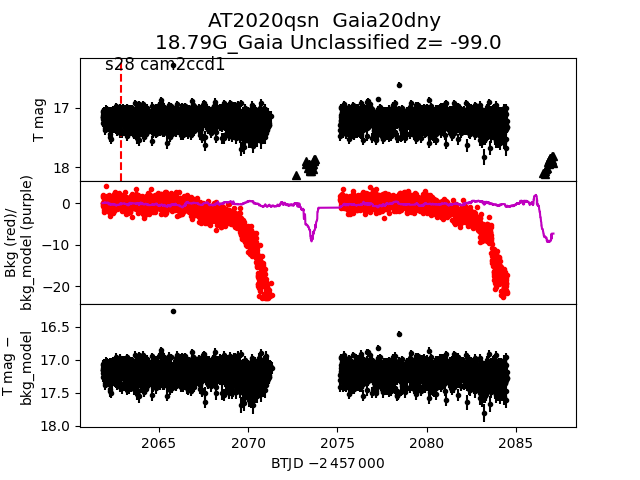 AT2020qsn  Gaia20dny
18.79G_Gaia Unclassified z= -99.0
s28 cam2ccd1
T mag
17
18
Bkg (red)/
bkg_model (purple)
0
−10
−20
T mag −
bkg_model
16.5
17.0
17.5
18.0
2065
2070
2075
2080
2085
BTJD −2 457 000